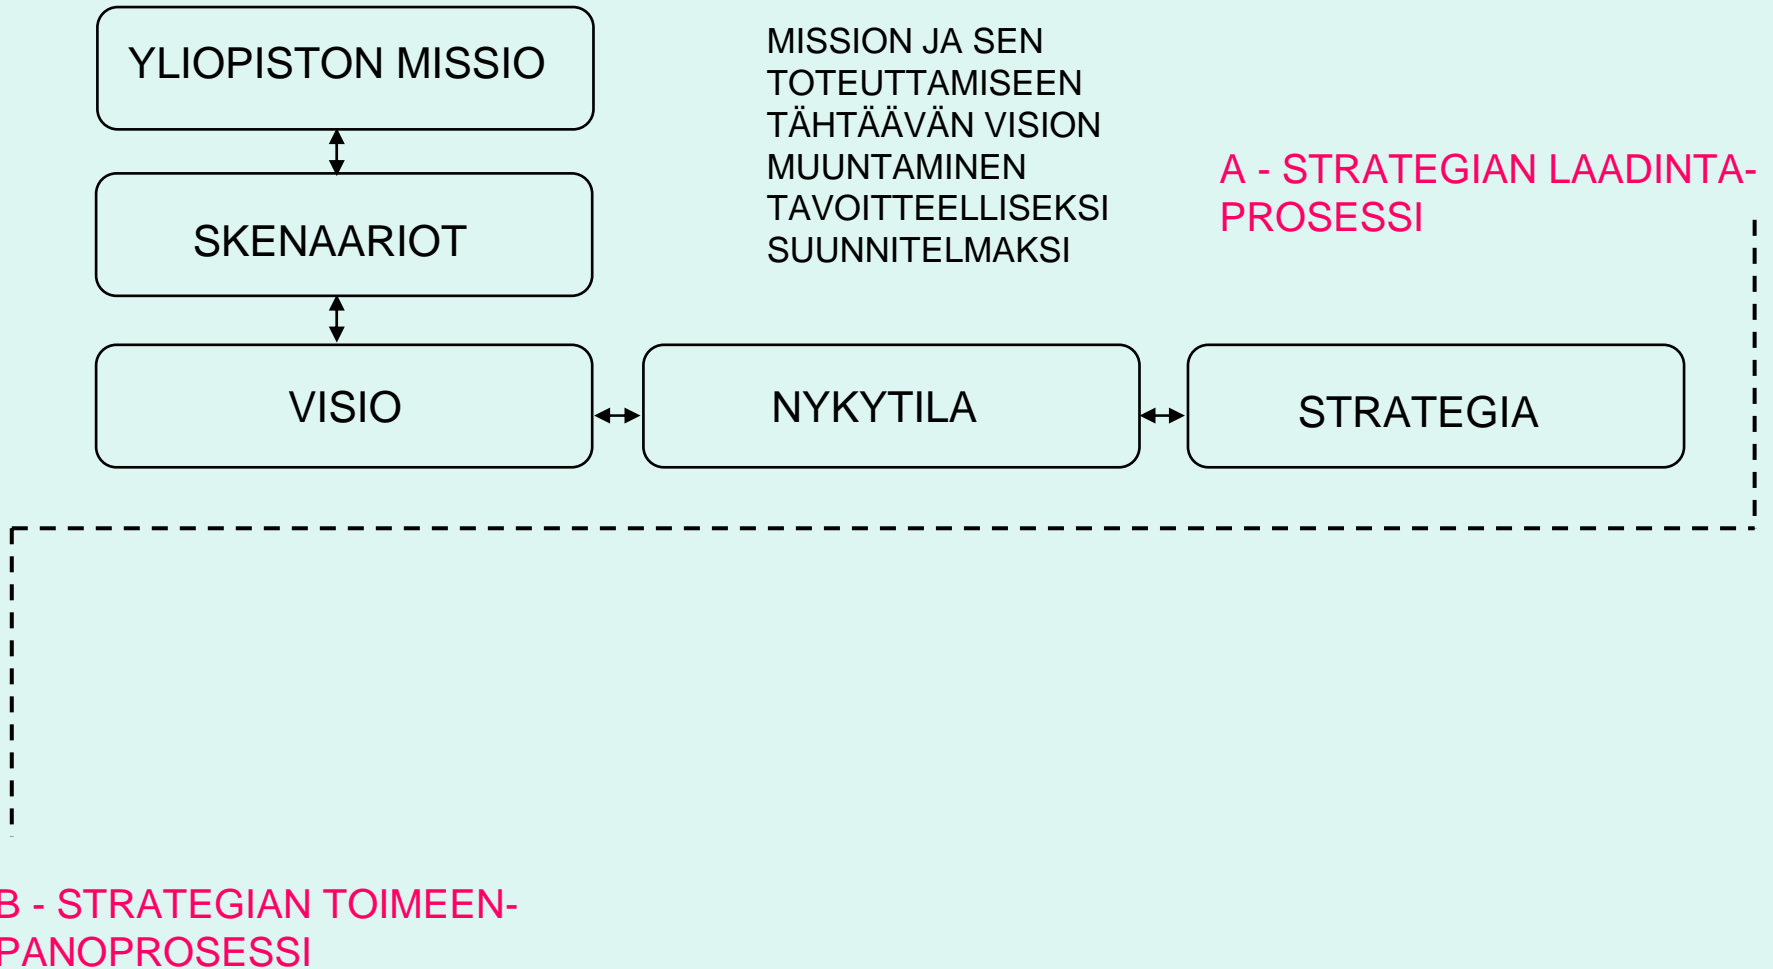 YLIOPISTON MISSIO
MISSION JA SEN
TOTEUTTAMISEEN
TÄHTÄÄVÄN VISION
MUUNTAMINEN
TAVOITTEELLISEKSI
SUUNNITELMAKSI
A - STRATEGIAN LAADINTA-
PROSESSI
SKENAARIOT
VISIO
NYKYTILA
STRATEGIA
B - STRATEGIAN TOIMEEN-
PANOPROSESSI